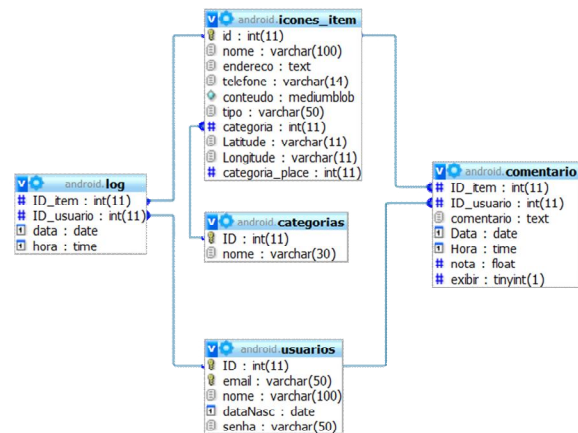 android.icones_item
id : int(11)
nome : varchar(100)
endereco : text
telefone : varchar(14)
conteudo : mediumblob
tipo : varchar(50)
categoria : int(11)
Latitude : varchar(11)
Longitude : varchar(11)
categoria_place : int(11)
android.log
ID_item : int(11)
ID_usuario : int(11)
data : date
hora : time
android.categorias
ID : int(11)
nome : varchar(30)
android.comentario
ID_item : int(11)
ID_usuario : int(11)
comentario : text
Data : date
Hora : time
nota : float
exibir : tinyint(1)
android.usuarios
ID : int(11)
email : varchar(50)
nome : varchar(100)
dataNasc : date
senha : varchar(50)